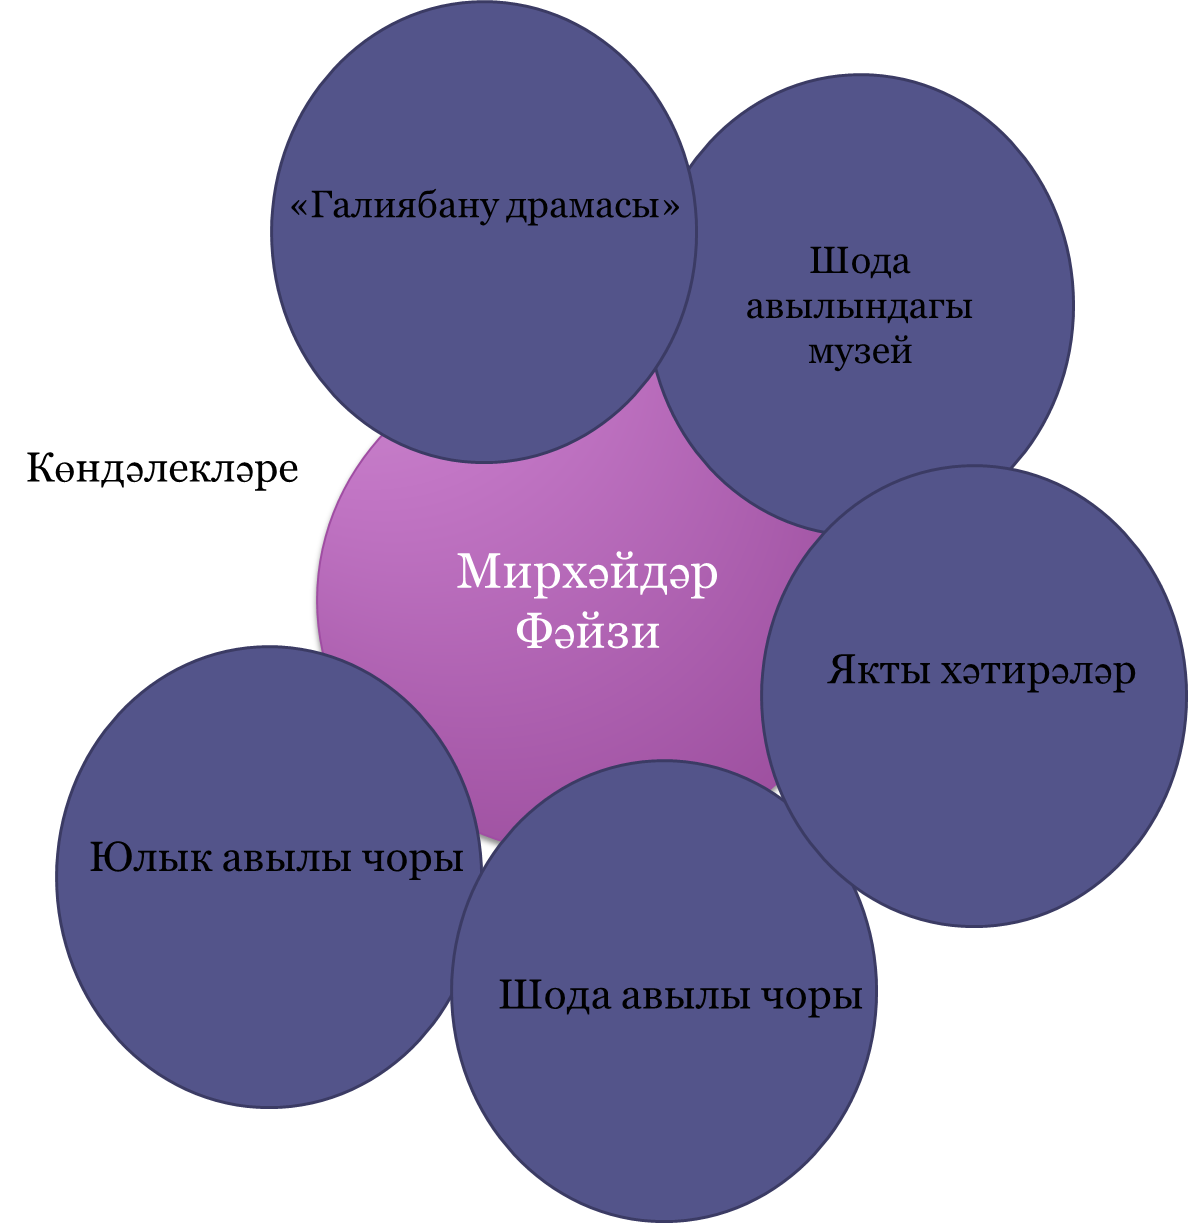 «Галиябану драмасы»
Шода
авылындагы
музей
Көндәлекләре
Мирхәйдәр
Фәйзи
Якты хәтирәләр
Юлык авылы чоры
Шода авылы чоры